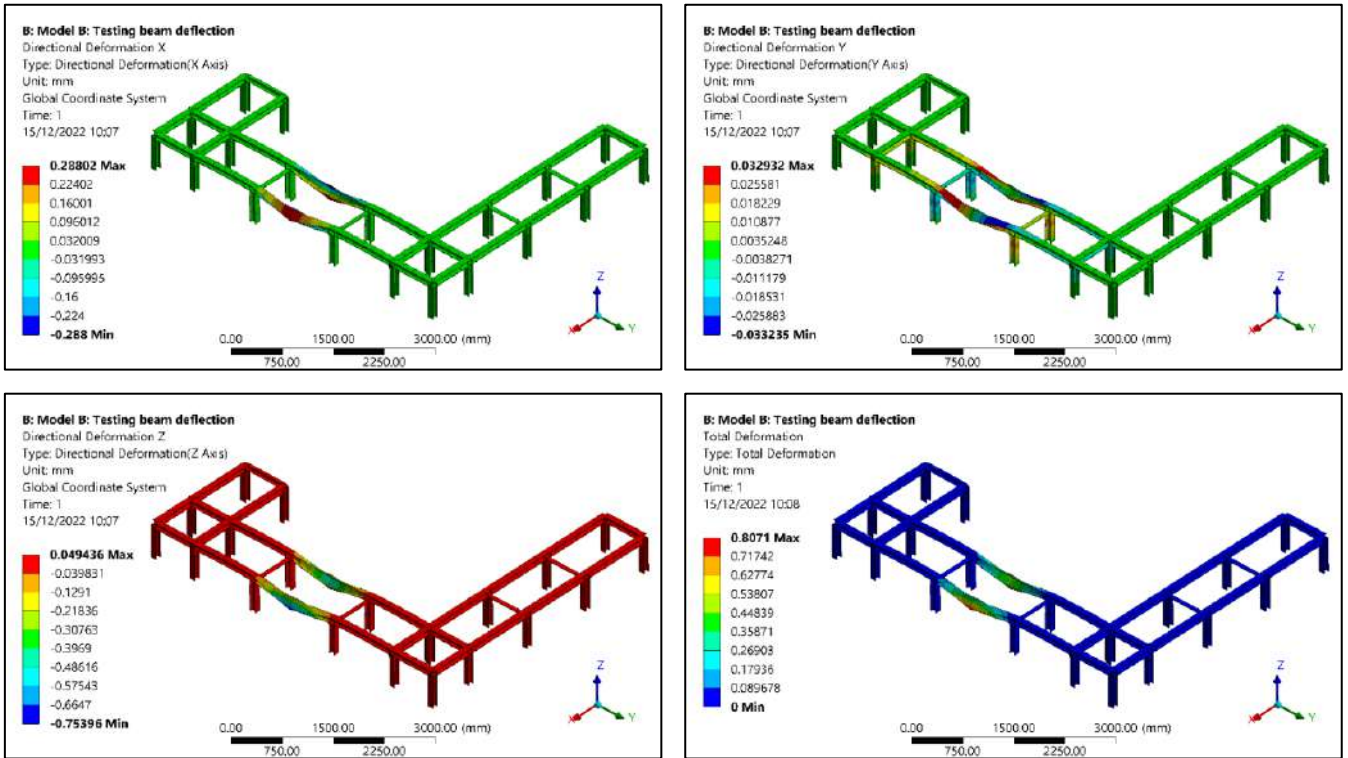 B: Model B: Testing beam deflection
Directional Deformation X
Type: Directional Deformation(X Axis)
Unit: mm
Global Coordinate System
Time: 1
15/12/2022 10:07
0.28802 Max
0.22402
0.16001
0.096012
0.032009
-0.031993
-0.095995
-0.16
-0.224
-0.288 Min
0.00 1500.00 3000.00 (mm)
750.00 2250.00
Z
X Y
B: Model B: Testing beam deflection
Directional Deformation Y
Type: Directional Deformation(Y Axis)
Unit: mm
Global Coordinate System
Time: 1
15/12/2022 10:07
0.032932 Max
0.025581
0.018229
0.010877
0.0035248
-0.0038271
-0.011179
-0.018531
-0.025883
-0.033235 Min
0.00 1500.00 3000.00 (mm)
750.00 2250.00
Z
X Y
B: Model B: Testing beam deflection
Directional Deformation Z
Type: Directional Deformation(Z Axis)
Unit: mm
Global Coordinate System
Time: 1
15/12/2022 10:07
0.049436 Max
-0.039831
-0.1291
-0.21836
-0.30763
-0.3969
-0.48616
-0.57543
-0.6647
-0.75396 Min
0.00 1500.00 3000.00 (mm)
750.00 2250.00
Z
X Y
B: Model B: Testing beam deflection
Total Deformation
Type: Total Deformation
Unit: mm
Time: 1
15/12/2022 10:08
0.8071 Max
0.71742
0.62774
0.53807
0.44839
0.35871
0.26903
0.17936
0.089678
0 Min
0.00 1500.00 3000.00 (mm)
750.00 2250.00
Z
X Y